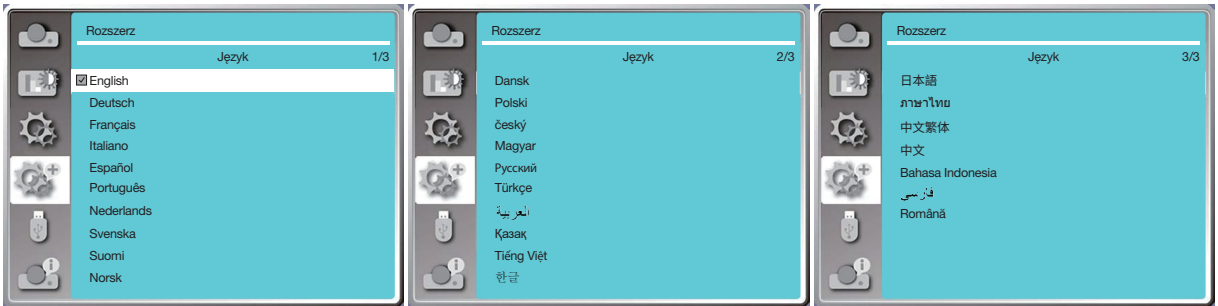 Rozszerz
Język 1/3
English
Deutsch
Français
Italiano
Español
Português
Nederlands
Svenska
Suomi
Norsk
Rozszerz
Język 2/3
Dansk
Polski
český
Magyar
Русский
Türkçe
العربية
Қазақ
Tiếng Việt
한글
Rozszerz
Język 3/3
日本語
ภาษาไทย
中文繁体
中文
Bahasa Indonesia
فارسی
Română